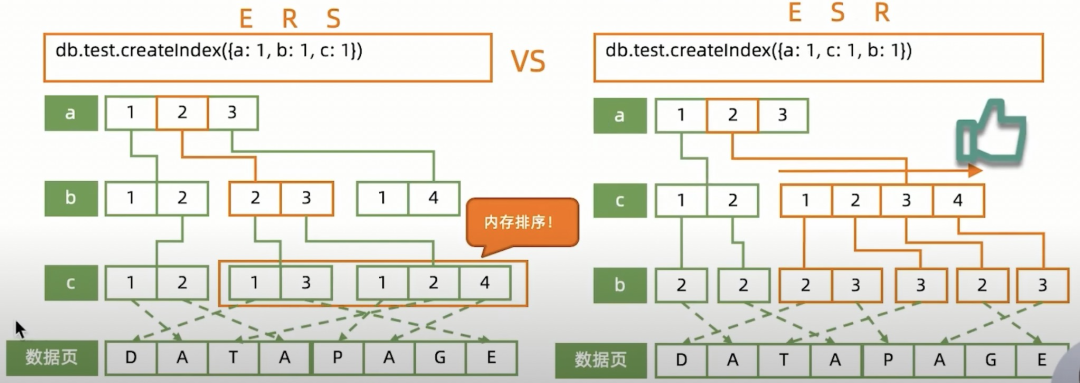 E R S
db.test.createIndex({a: 1, b: 1, c: 1})
a 1 2 3
b 1 2 2 3 1 4
内存排序！
c 1 2 1 3 1 2 4
数据页 D A T A P A G E
VS
E S R
db.test.createIndex({a: 1, c: 1, b: 1})
a 1 2 3
c 1 2 1 2 3 4
b 2 2 2 3 3 2 3
数据页 D A T A P A G E